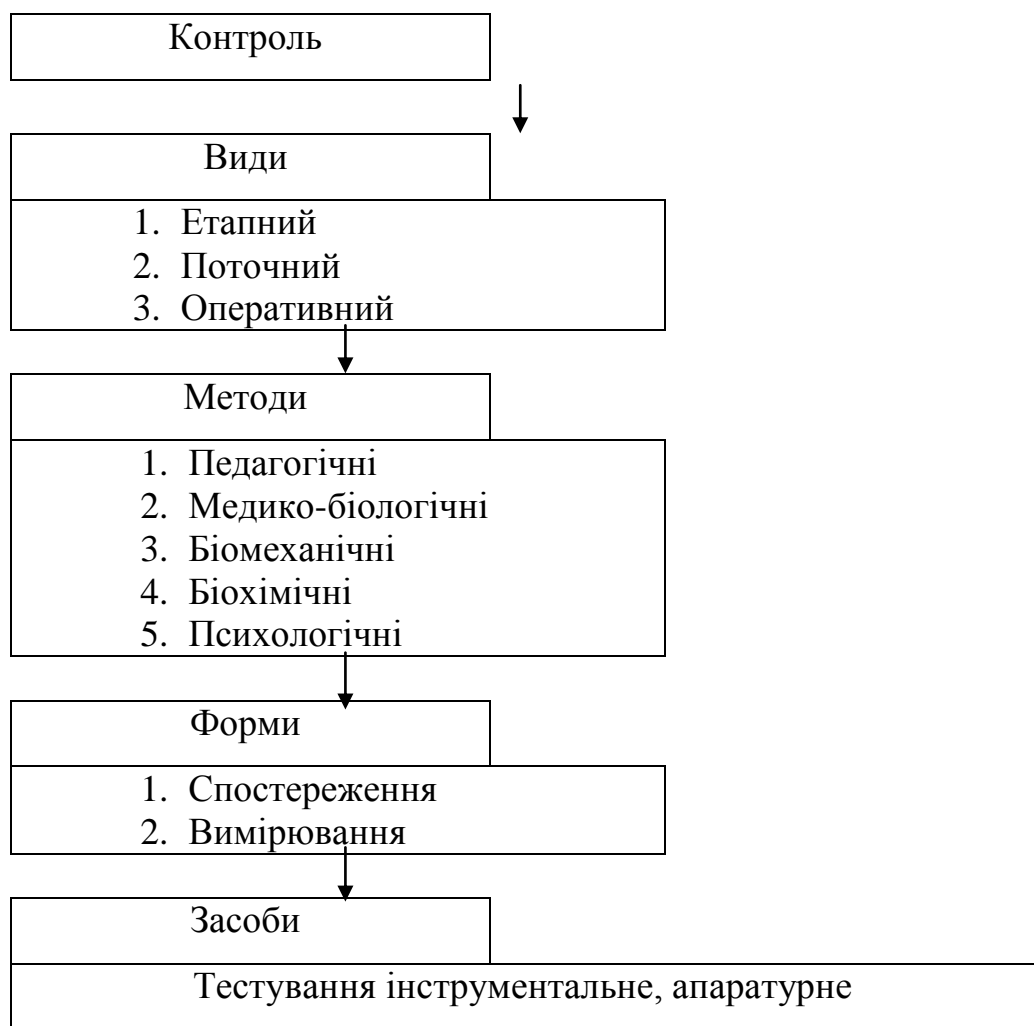 Контроль
Види
1. Етапний
2. Поточний
3. Оперативний
Методи
1. Педагогічні
2. Медико-біологічні
3. Біомеханічні
4. Біохімічні
5. Психологічні
Форми
1. Спостереження
2. Вимірювання
Засоби
Тестування інструментальне, апаратурне